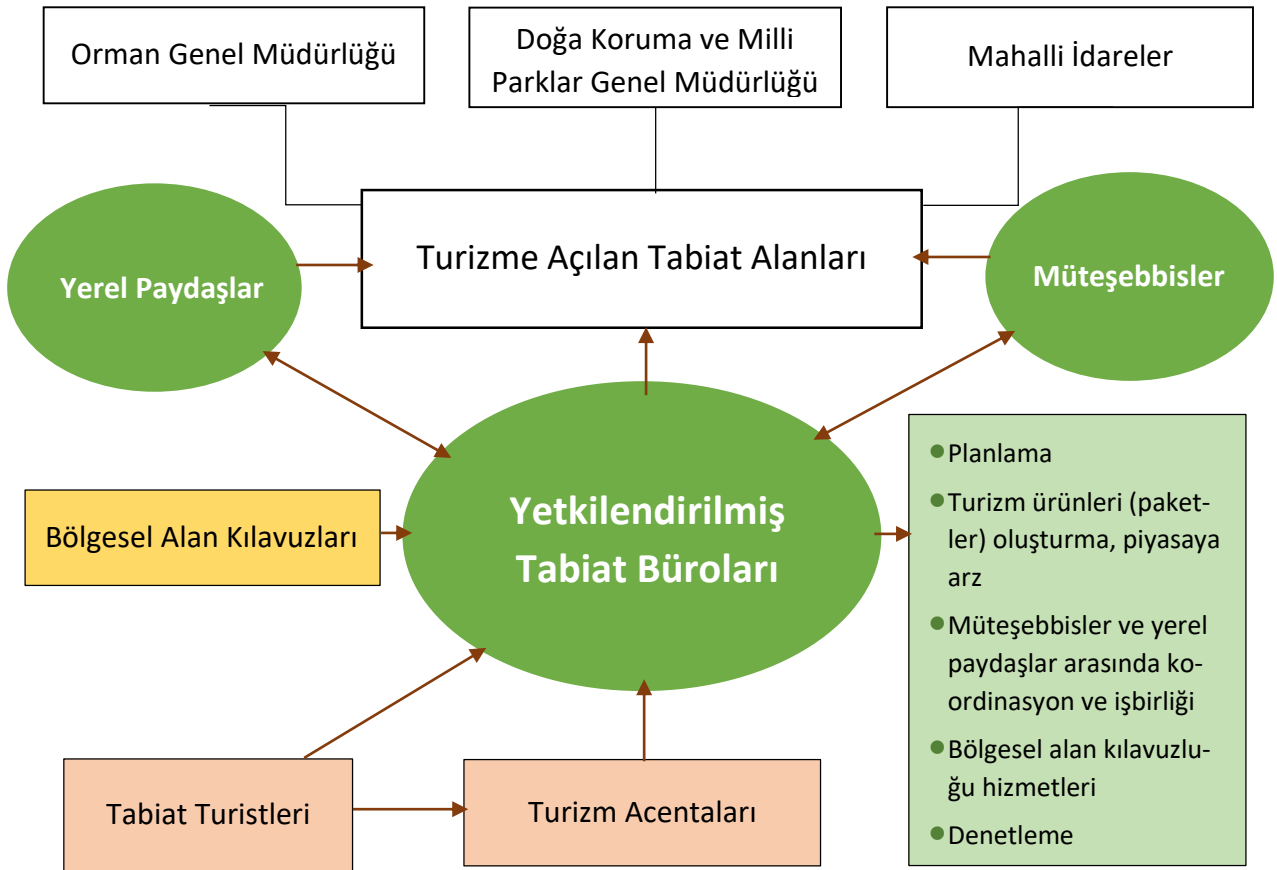 Orman Genel Müdürlüğü
Doğa Koruma ve Milli
Parklar Genel Müdürlüğü
Mahalli İdareler
Yerel Paydaşlar
Turizme Açılan Tabiat Alanları
Müteşebbisler
Bölgesel Alan Kılavuzları
Yetkilendirilmiş
Tabiat Büroları
Planlama
Turizm ürünleri (paket-
ler) oluşturma, piyasaya
arz
Müteşebbisler ve yerel
paydaşlar arasında ko-
ordinasyon ve işbirliği
Bölgesel alan kılavuzlu-
ğu hizmetleri
Denetleme
Tabiat Turistleri
Turizm Acentaları